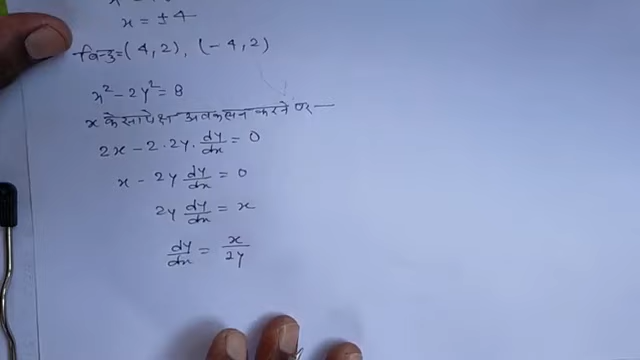 x = ± 4
बिन्दु = (4, 2), (-4, 2)
x² - 2y² = 8
x के सापेक्ष अवकलन करने पर —
2x - 2·2y·dy/dx = 0
x - 2y dy/dx = 0
2y dy/dx = x
dy/dx = x/2y